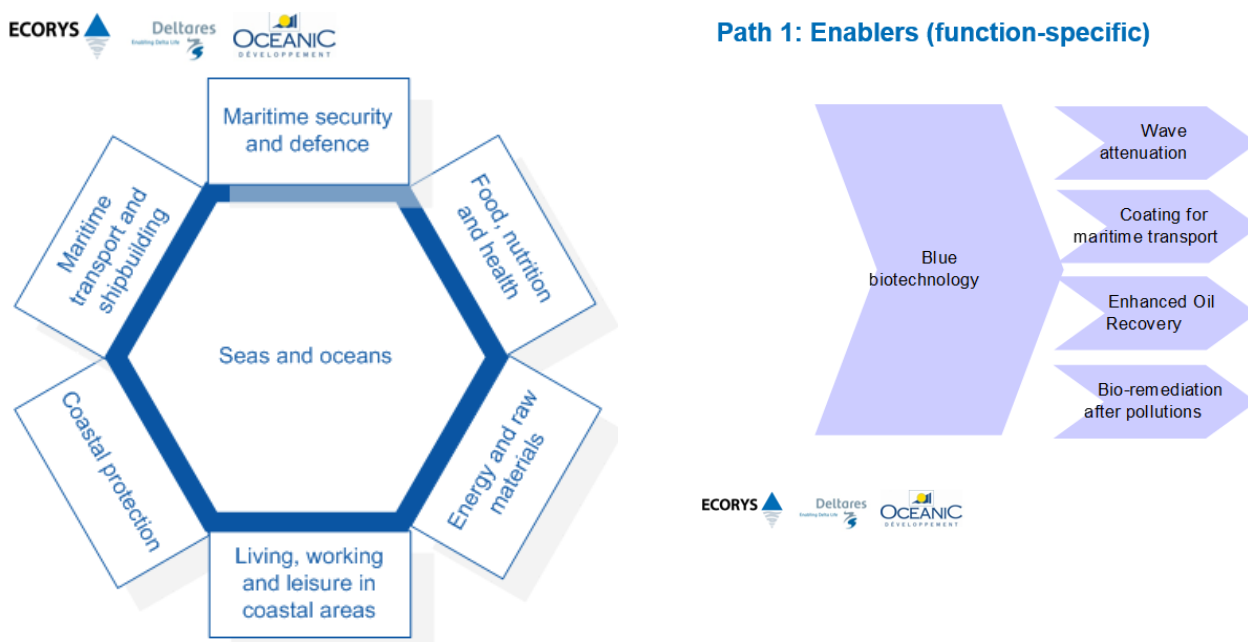 ECORYS
Deltares
Enabling Delta Life
OCEANIC
DÉVELOPPEMENT
Maritime security
and defence
Food, nutrition
and health
Energy and raw
materials
Living, working
and leisure in
coastal areas
Coastal protection
Maritime
transport and
shipbuilding
Seas and oceans
Path 1: Enablers (function-specific)
Blue
biotechnology
Wave
attenuation
Coating for
maritime transport
Enhanced Oil
Recovery
Bio-remediation
after pollutions
ECORYS
Deltares
Enabling Delta Life
OCEANIC
DÉVELOPPEMENT